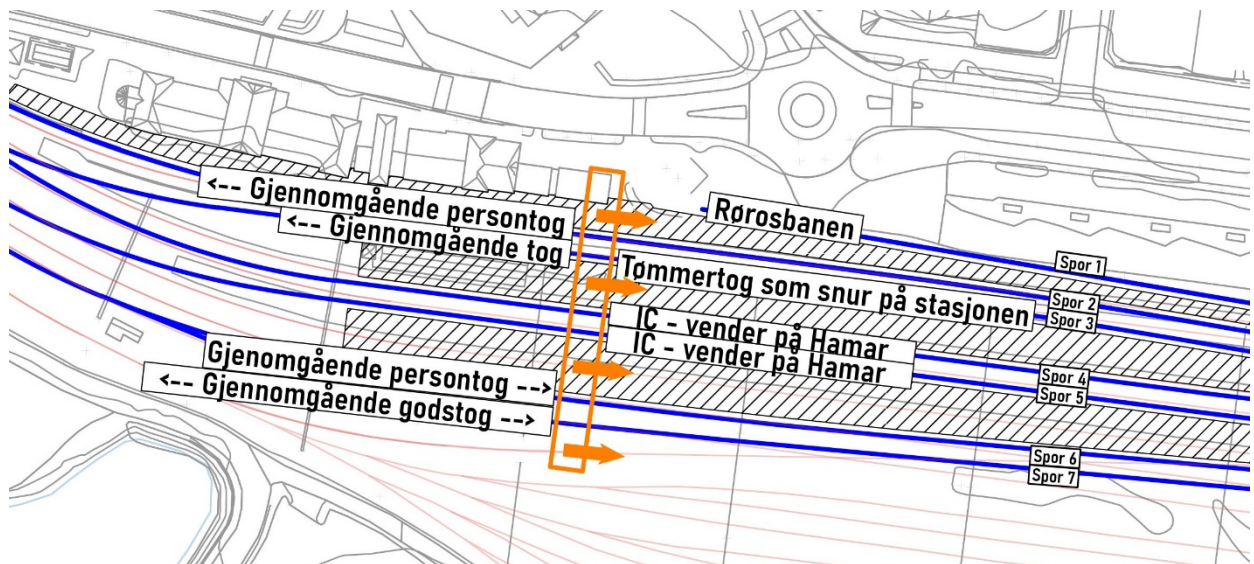 <-- Gjennomgående persontog
<-- Gjennomgående tog
Rørosbanen
Spor 1
Tømmertog som snur på stasjonen
Spor 2
Spor 3
IC - vender på Hamar
IC - vender på Hamar
Spor 4
Spor 5
Gjenomgående persontog -->
<-- Gjennomgående godstog -->
Spor 6
Spor 7